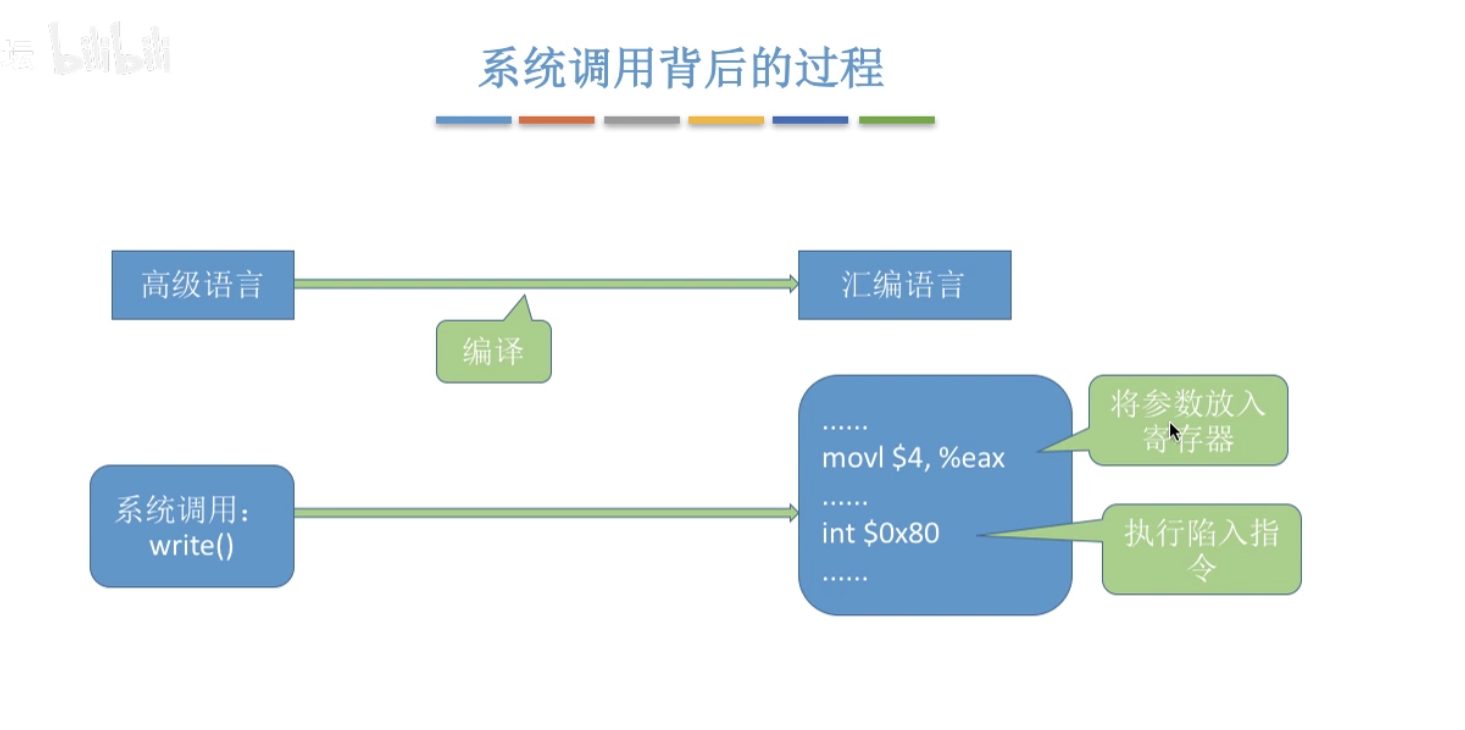 坛 bilibili
系统调用背后的过程
高级语言
汇编语言
编译
......
movl $4, %eax
......
int $0x80
......
将参数放入
寄存器
系统调用：
write()
执行陷入指
令